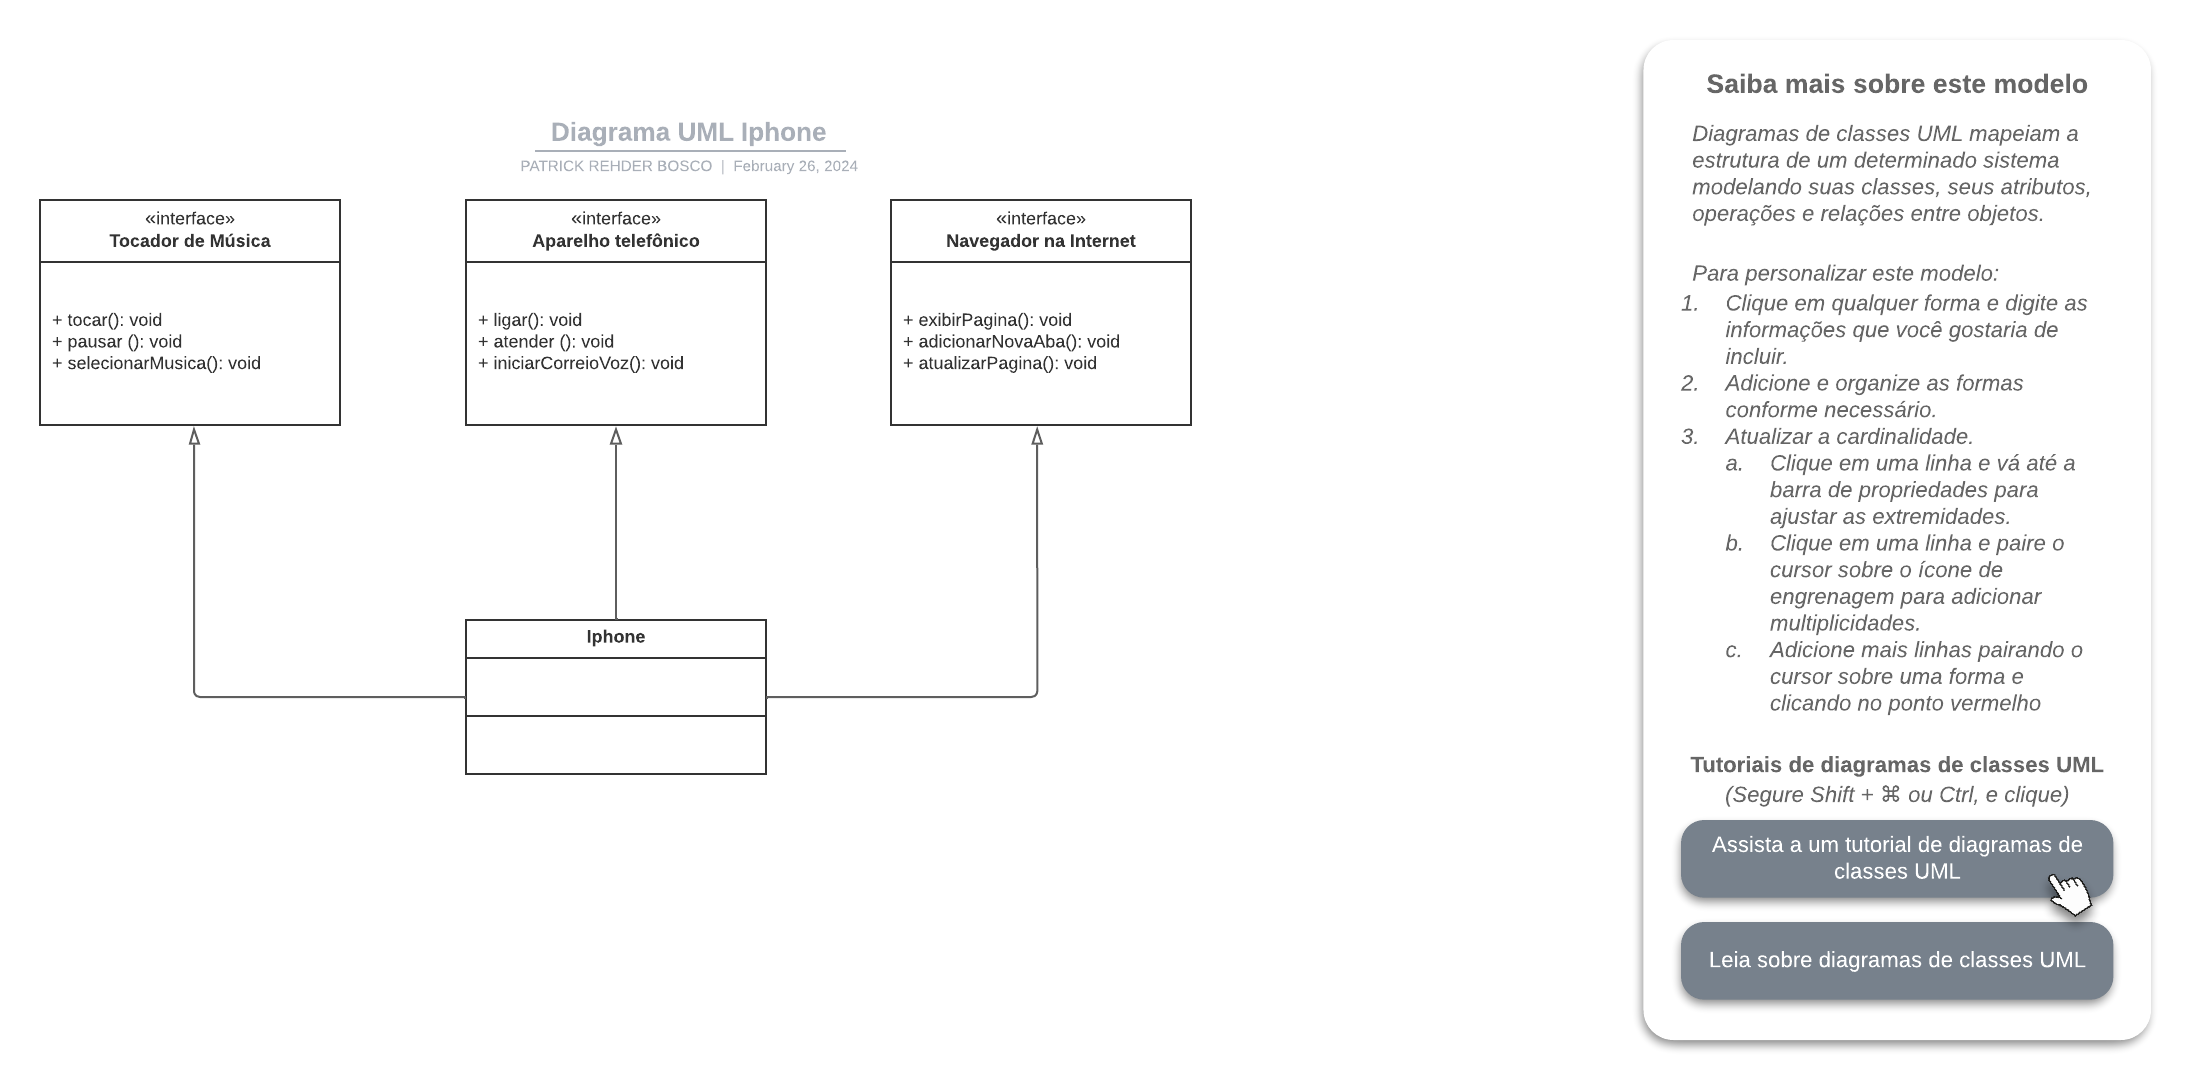 Diagrama UML Iphone
PATRICK REHDER BOSCO | February 26, 2024
«interface»
Tocador de Música
+ tocar(): void
+ pausar (): void
+ selecionarMusica(): void
«interface»
Aparelho telefônico
+ ligar(): void
+ atender (): void
+ iniciarCorreioVoz(): void
«interface»
Navegador na Internet
+ exibirPagina(): void
+ adicionarNovaAba(): void
+ atualizarPagina(): void
Iphone
Saiba mais sobre este modelo
Diagramas de classes UML mapeiam a
estrutura de um determinado sistema
modelando suas classes, seus atributos,
operações e relações entre objetos.
Para personalizar este modelo:
1. Clique em qualquer forma e digite as
informações que você gostaria de
incluir.
2. Adicione e organize as formas
conforme necessário.
3. Atualizar a cardinalidade.
a. Clique em uma linha e vá até a
barra de propriedades para
ajustar as extremidades.
b. Clique em uma linha e paire o
cursor sobre o ícone de
engrenagem para adicionar
multiplicidades.
c. Adicione mais linhas pairando o
cursor sobre uma forma e
clicando no ponto vermelho
Tutoriais de diagramas de classes UML
(Segure Shift + ⌘ ou Ctrl, e clique)
Assista a um tutorial de diagramas de
classes UML
Leia sobre diagramas de classes UML